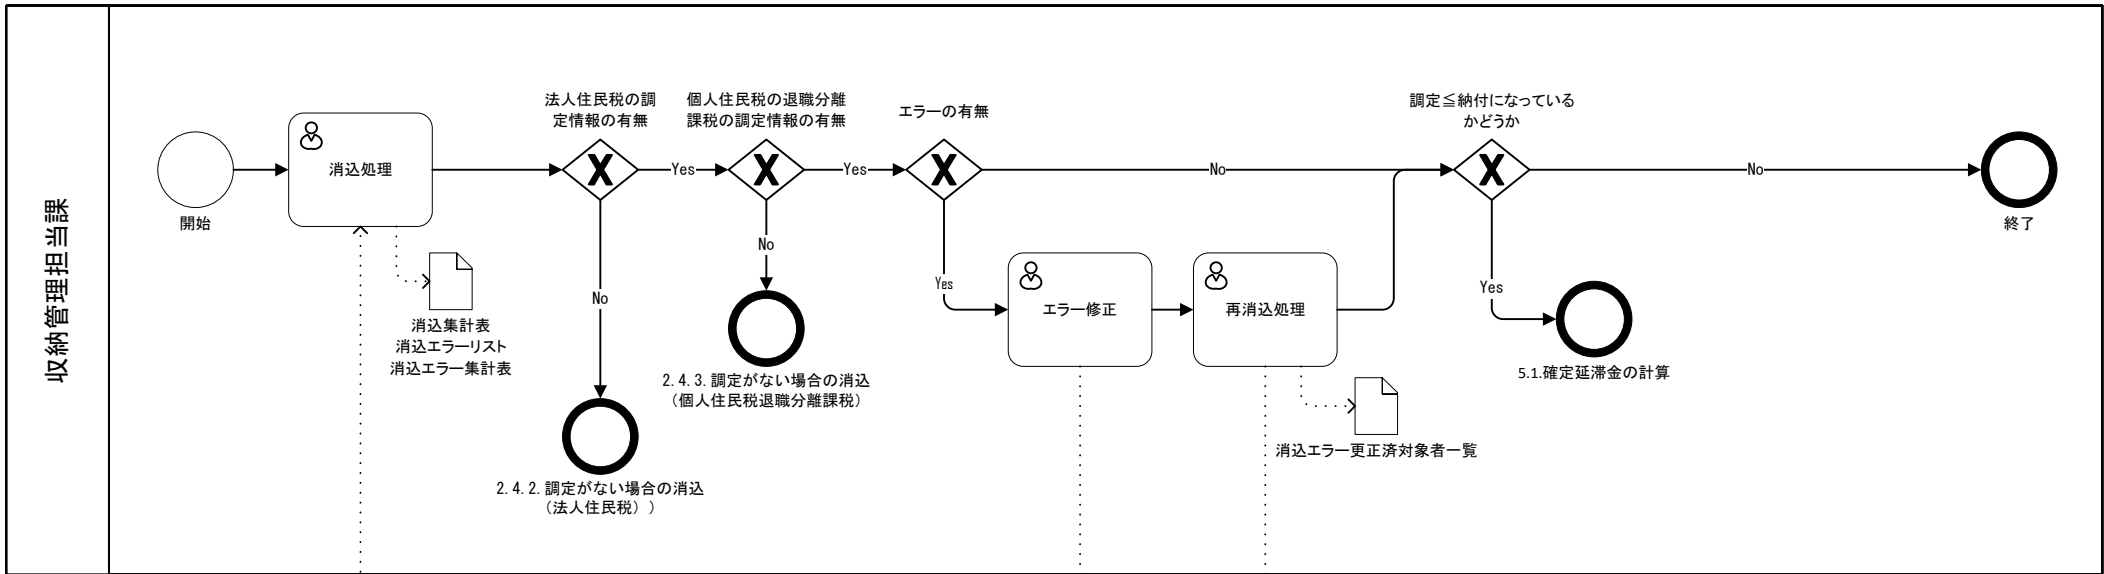 収納管理担当課
開始
消込処理
消込集計表
消込エラーリスト
消込エラー集計表
法人住民税の調
定情報の有無
Yes
No
2.4.2.調定がない場合の消込
（法人住民税））
個人住民税の退職分離
課税の調定情報の有無
Yes
No
2.4.3.調定がない場合の消込
（個人住民税退職分離課税）
エラーの有無
No
Yes
エラー修正
再消込処理
消込エラー更正済対象者一覧
調定≦納付になっている
かどうか
No
Yes
5.1.確定延滞金の計算
終了